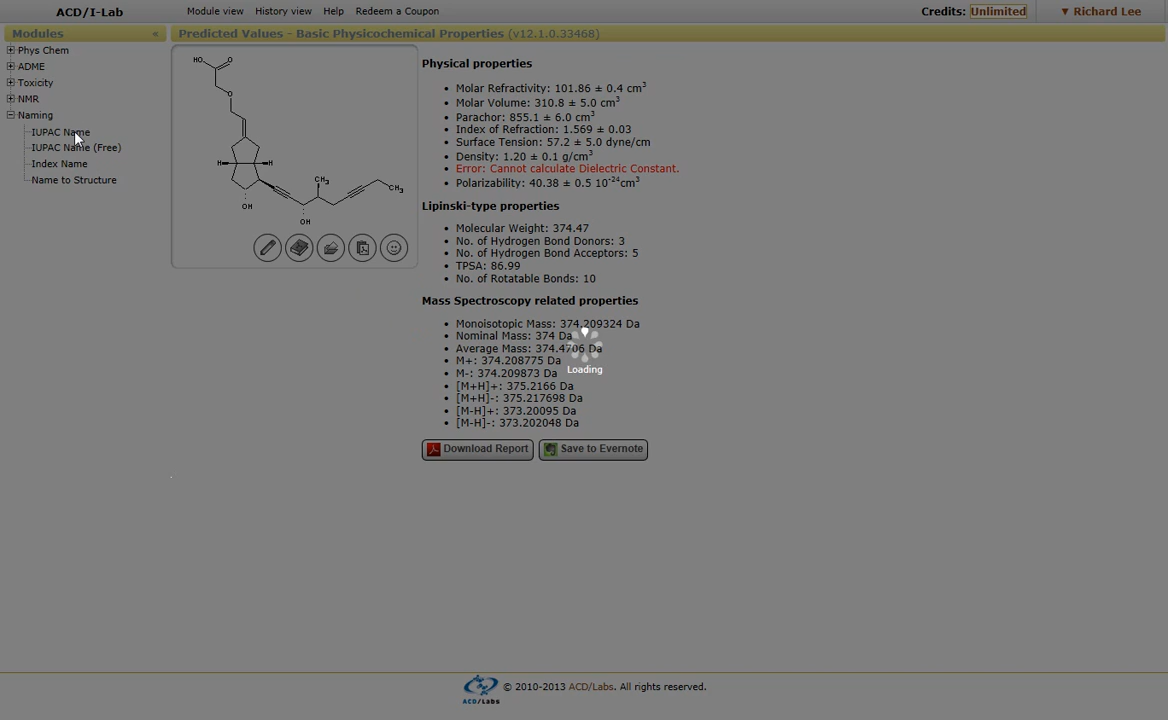 ACD/I-Lab
Module view
History view
Help
Redeem a Coupon
Credits: Unlimited
▼ Richard Lee
Modules «
Predicted Values - Basic Physicochemical Properties (v12.1.0.33468)
Phys Chem
ADME
Toxicity
NMR
Naming
IUPAC Name
IUPAC Name (Free)
Index Name
Name to Structure
HO
O
O
H
H
CH3
CH3
OH
OH
Physical properties
• Molar Refractivity: 101.86 ± 0.4 cm³
• Molar Volume: 310.8 ± 5.0 cm³
• Parachor: 855.1 ± 6.0 cm³
• Index of Refraction: 1.569 ± 0.03
• Surface Tension: 57.2 ± 5.0 dyne/cm
• Density: 1.20 ± 0.1 g/cm³
• Error: Cannot calculate Dielectric Constant.
• Polarizability: 40.38 ± 0.5 10⁻²⁴cm³
Lipinski-type properties
• Molecular Weight: 374.47
• No. of Hydrogen Bond Donors: 3
• No. of Hydrogen Bond Acceptors: 5
• TPSA: 86.99
• No. of Rotatable Bonds: 10
Mass Spectroscopy related properties
• Monoisotopic Mass: 374.209324 Da
• Nominal Mass: 374 Da
• Average Mass: 374.4706 Da
• M+: 374.208775 Da
• M-: 374.209873 Da
• [M+H]+: 375.2166 Da
• [M+H]-: 375.217698 Da
• [M-H]+: 373.20095 Da
• [M-H]-: 373.202048 Da
Loading
Download Report
Save to Evernote
ACD/Labs
© 2010-2013 ACD/Labs. All rights reserved.